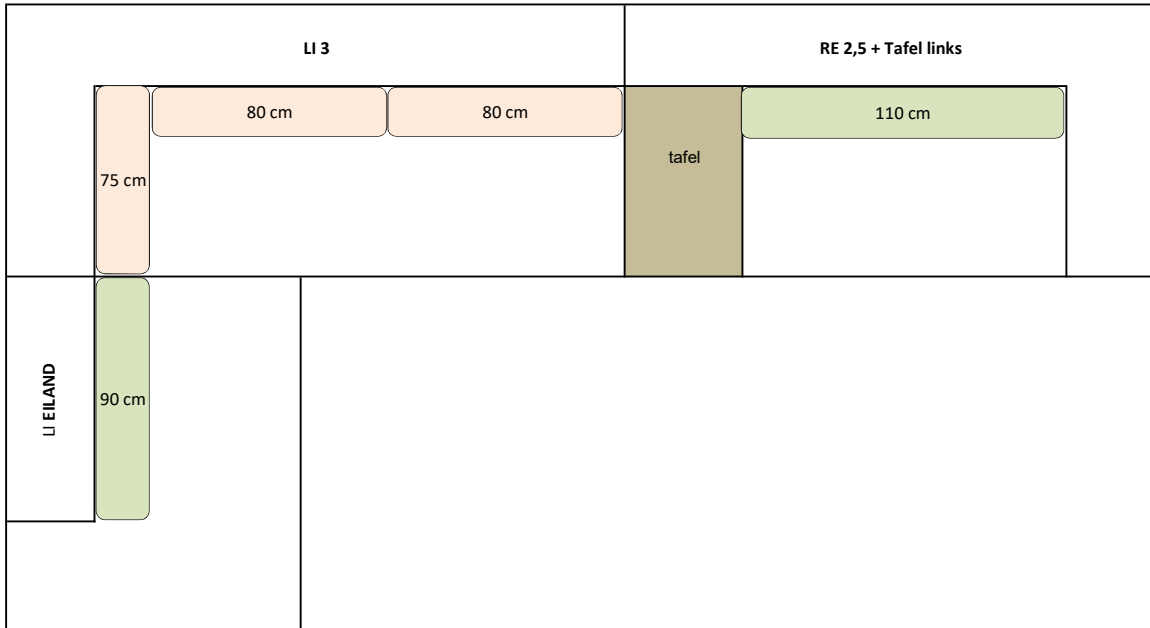 LI 3
RE 2,5 + Tafel links
80 cm
80 cm
110 cm
tafel
75 cm
LI EILAND
90 cm